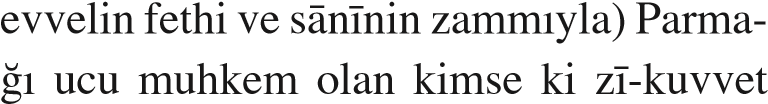 evvelin fethi ve sānīnin zammıyla) Parma-
ğı ucu muhkem olan kimse ki zī-kuvvet